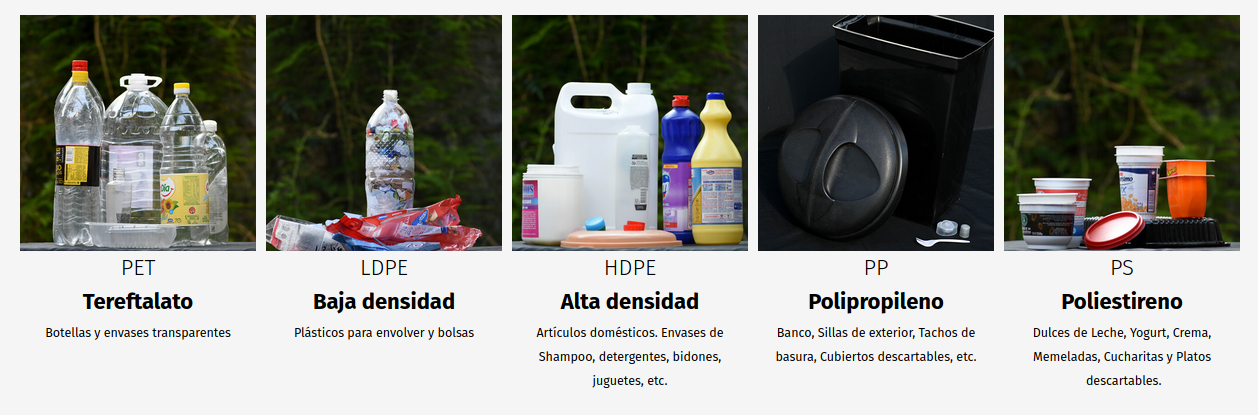 PET
Tereftalato
Botellas y envases transparentes
LDPE
Baja densidad
Plásticos para envolver y bolsas
HDPE
Alta densidad
Artículos domésticos. Envases de
Shampoo, detergentes, bidones,
juguetes, etc.
PP
Polipropileno
Banco, Sillas de exterior, Tachos de
basura, Cubiertos descartables, etc.
PS
Poliestireno
Dulces de Leche, Yogurt, Crema,
Memeladas, Cucharitas y Platos
descartables.